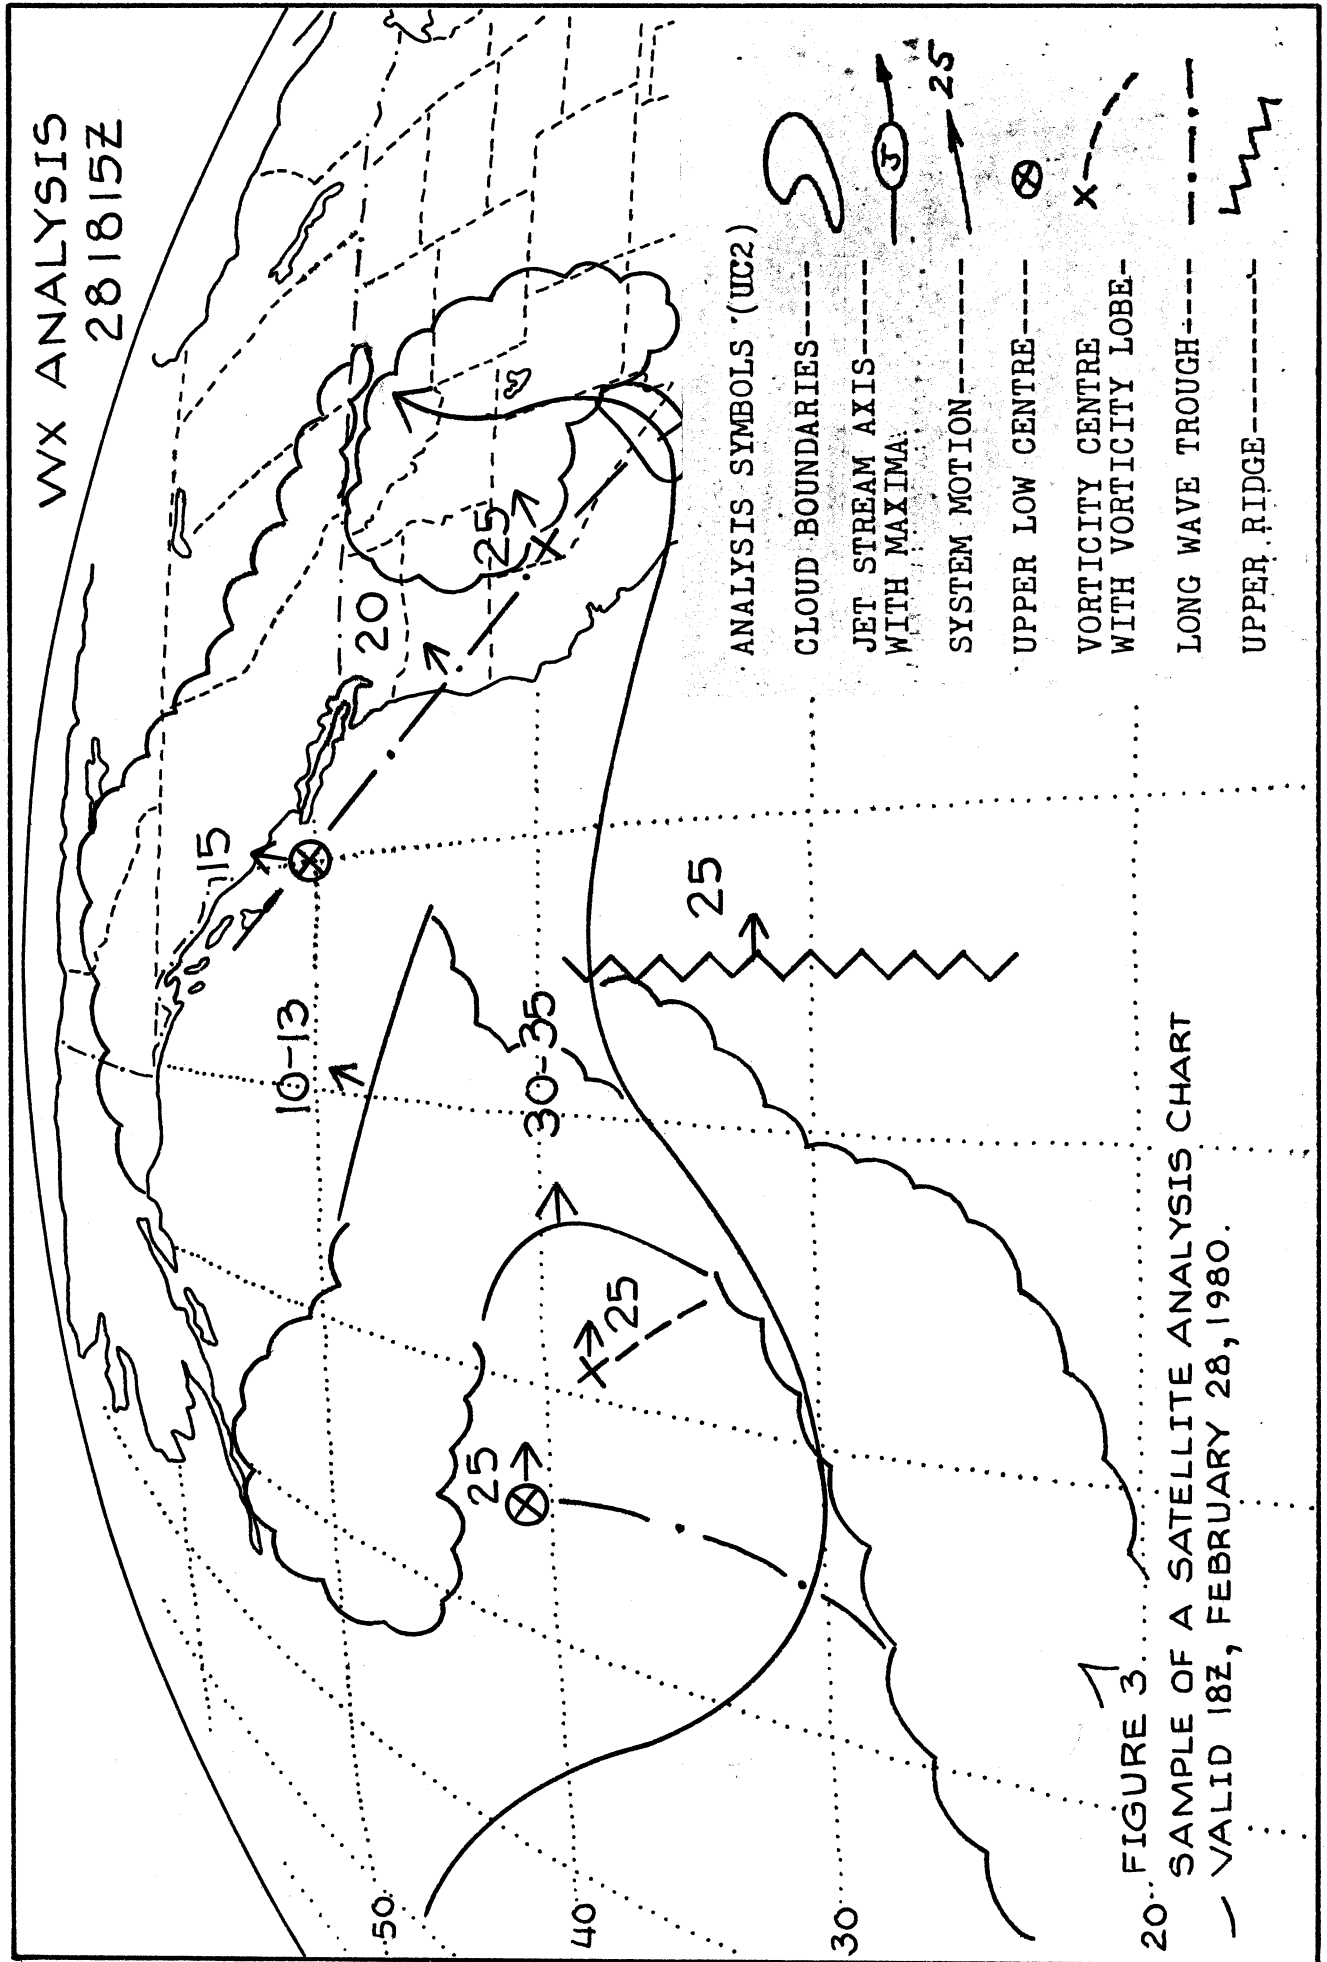 WX ANALYSIS
281815Z
15
20
25
10-13
30-35
25
25
25
50
40
30
20
ANALYSIS SYMBOLS (UC2)
CLOUD BOUNDARIES-----
JET STREAM AXIS------
WITH MAXIMA
J
SYSTEM MOTION---------
25
UPPER LOW CENTRE----
VORTICITY CENTRE
WITH VORTICITY LOBE-
X
LONG WAVE TROUGH----
UPPER RIDGE---------
FIGURE 3
SAMPLE OF A SATELLITE ANALYSIS CHART
VALID 18Z, FEBRUARY 28, 1980.